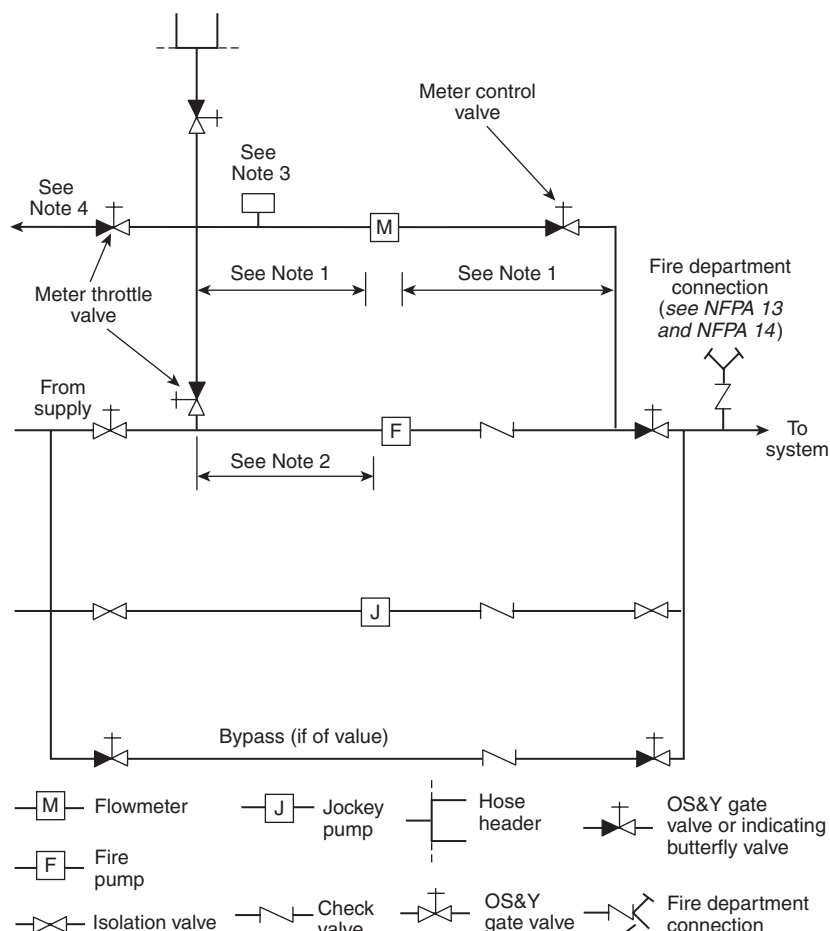 Meter control
valve
See
Note 3
See
Note 4
M
See Note 1
See Note 1
Fire department
connection
(see NFPA 13
and NFPA 14)
Meter throttle
valve
From
supply
F
To
system
See Note 2
J
Bypass (if of value)
M
Flowmeter
J
Jockey
pump
Hose
header
OS&Y gate
valve or indicating
butterfly valve
F
Fire
pump
Isolation valve
Check
valve
OS&Y
gate valve
Fire department
connection